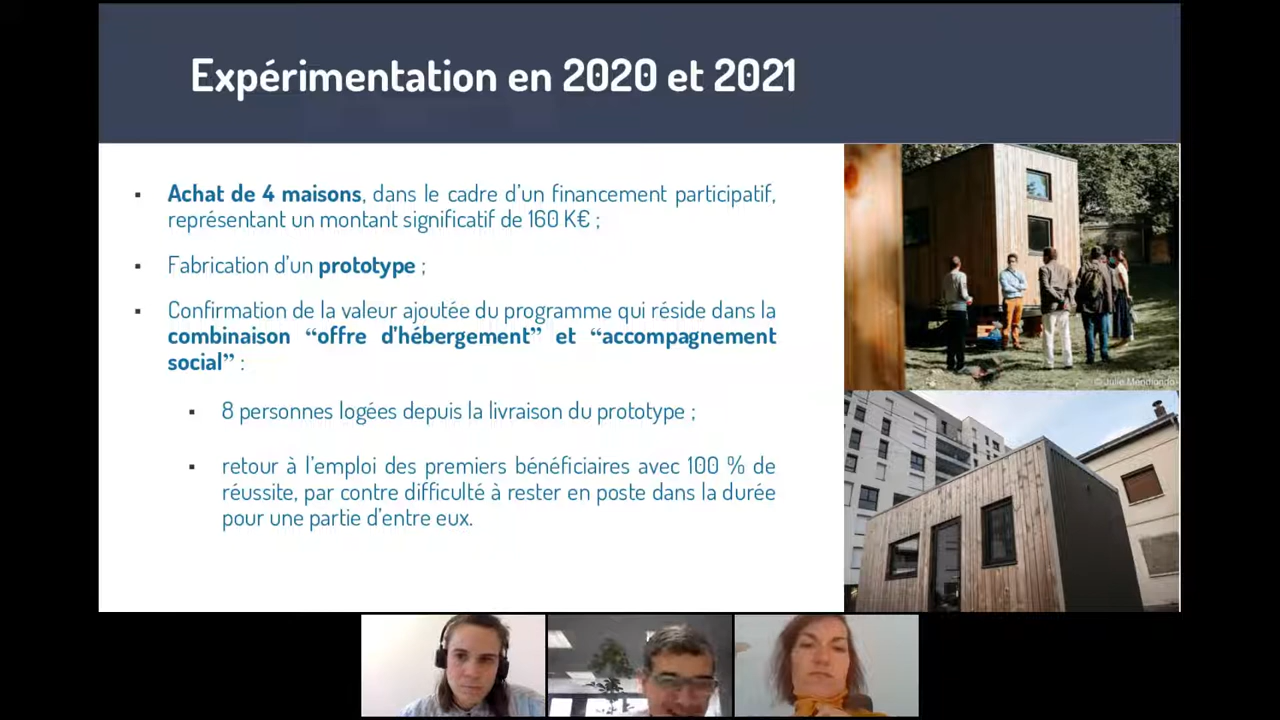 Expérimentation en 2020 et 2021
▪ Achat de 4 maisons, dans le cadre d’un financement participatif,
représentant un montant significatif de 160 K€ ;
▪ Fabrication d’un prototype ;
▪ Confirmation de la valeur ajoutée du programme qui réside dans la
combinaison “offre d’hébergement” et “accompagnement
social” :
▪ 8 personnes logées depuis la livraison du prototype ;
▪ retour à l’emploi des premiers bénéficiaires avec 100 % de
réussite, par contre difficulté à rester en poste dans la durée
pour une partie d’entre eux.
© Julie Mendiondo